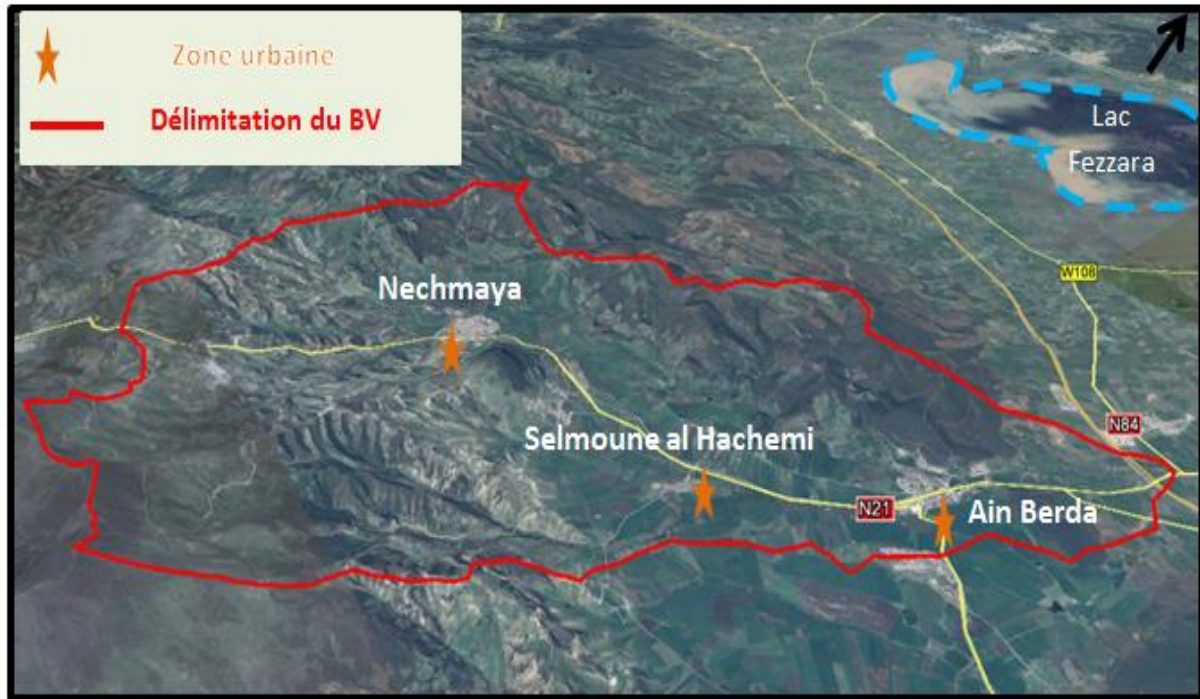 Zone urbaine
Délimitation du BV
Lac
Fezzara
W108
Nechmaya
N84
Selmoune al Hachemi
N21
Ain Berda